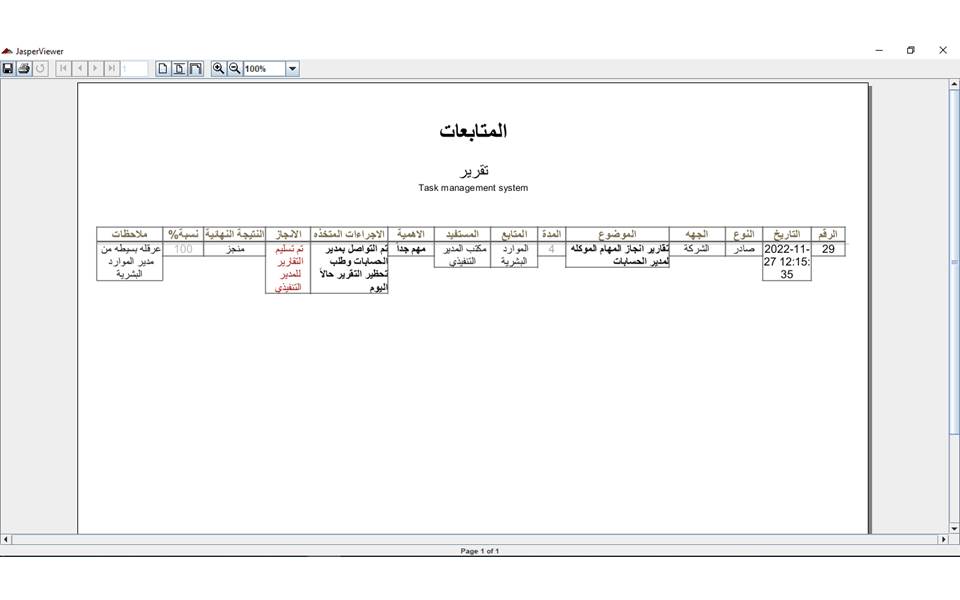 JasperViewer
100%
المتابعات
تقرير
Task management system
الرقم التاريخ النوع الجهه الموضوع المدة المتابع المستفيد الاهمية الاجراءات المتخذه الانجاز النتيجة النهائية نسبة% ملاحظات
29
2022-11-
27 12:15:
35
صادر
الشركة
تقارير انجاز المهام الموكله
لمدير الحسابات
4
الموارد
البشرية
مكتب المدير
التنفيذي
مهم جداً
تم التواصل بمدير
الحسابات وطلب
تحظير التقرير حالاً
اليوم
تم تسليم
التقارير
للمدير
التنفيذي
منجز
100
عرقله بسيطه من
مدير الموارد
البشرية
Page 1 of 1